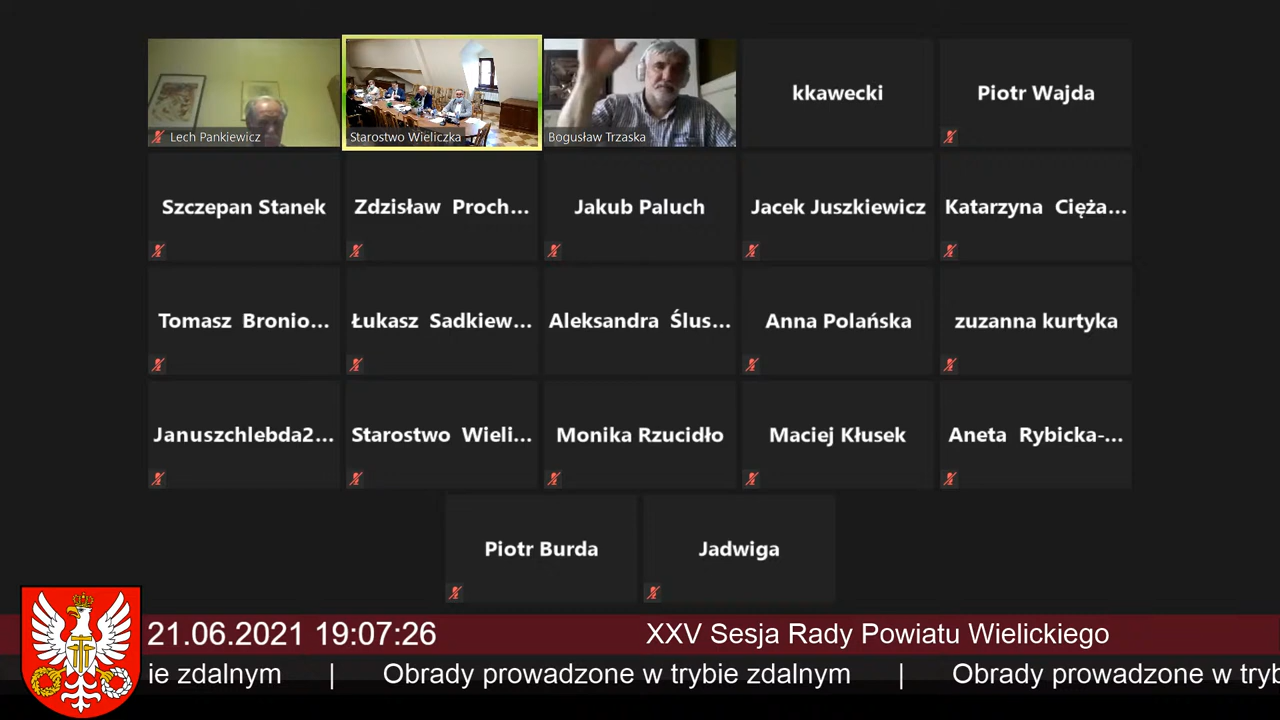 Lech Pankiewicz
Starostwo Wieliczka
Bogusław Trzaska
kkawecki
Piotr Wajda
Szczepan Stanek
Zdzisław Proch...
Jakub Paluch
Jacek Juszkiewicz
Katarzyna Cięża...
Tomasz Bronio...
Łukasz Sadkiew...
Aleksandra Ślus...
Anna Polańska
zuzanna kurtyka
Januszchlebda2...
Starostwo Wieli...
Monika Rzucidło
Maciej Kłusek
Aneta Rybicka-...
Piotr Burda
Jadwiga
21.06.2021 19:07:26
XXV Sesja Rady Powiatu Wielickiego
ie zdalnym | Obrady prowadzone w trybie zdalnym | Obrady prowadzone w tryb